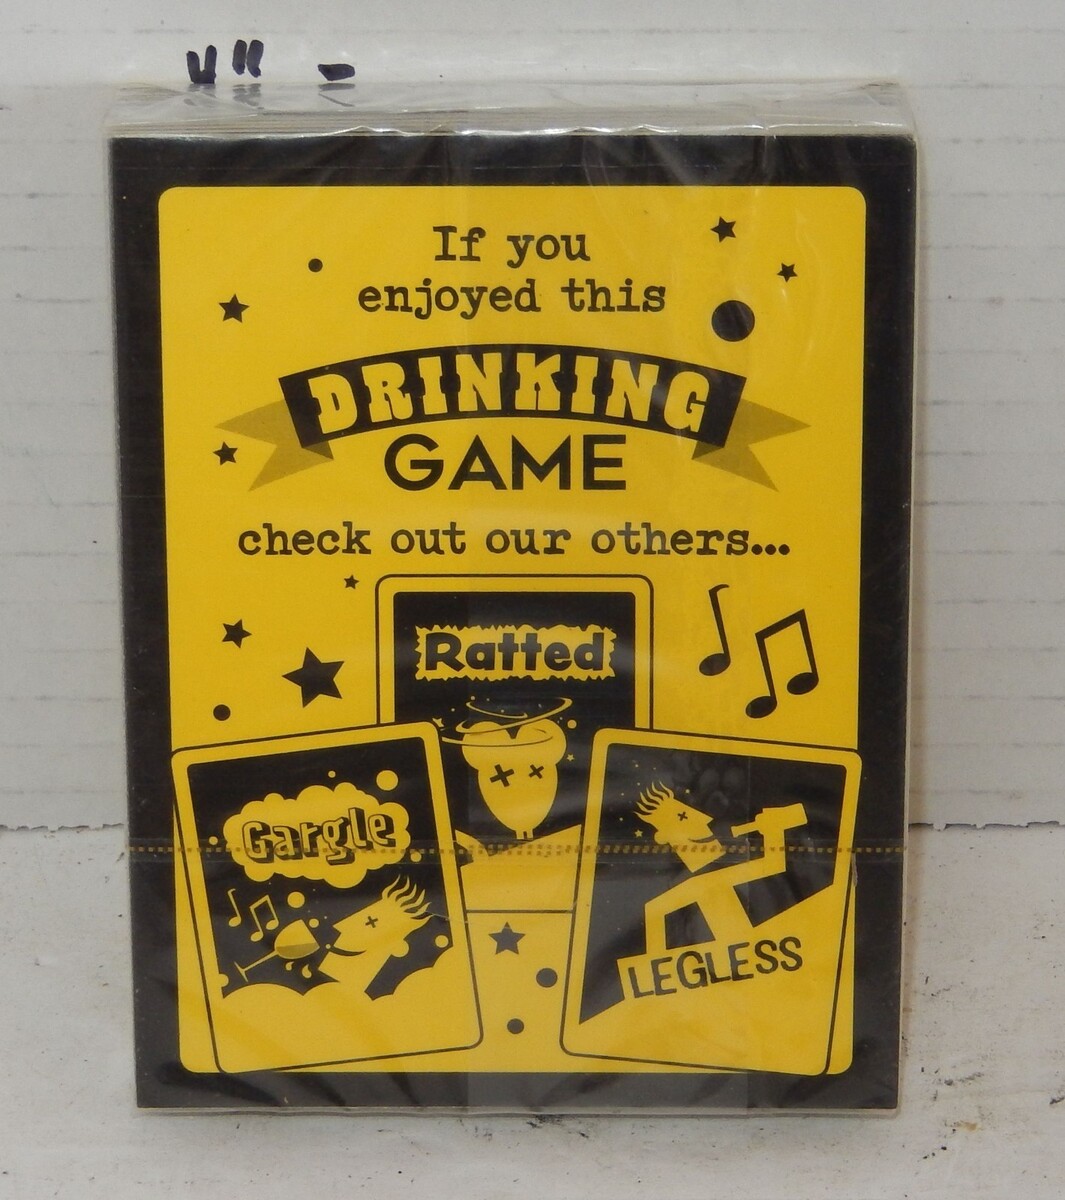 If you
enjoyed this
DRINKING
GAME
check out our others...
Ratted
Gargle
LEGLESS